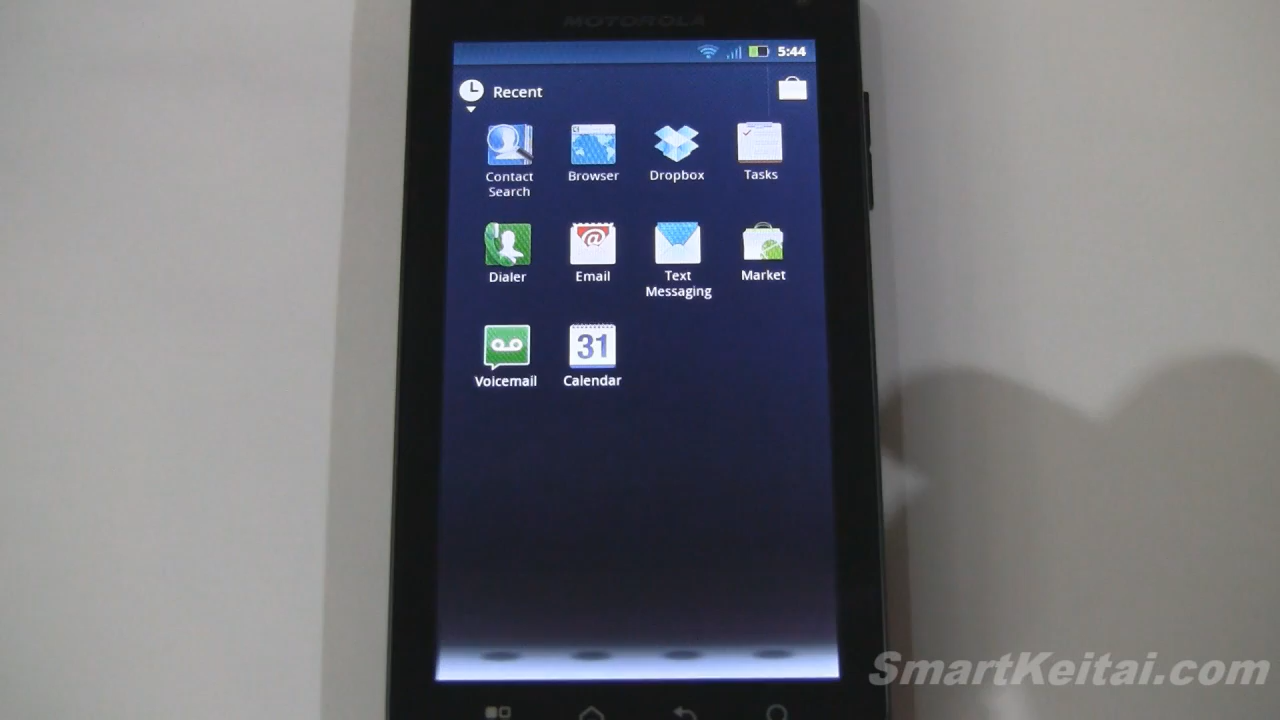 MOTOROLA
5:44
Recent
Contact
Search
Browser
Dropbox
Tasks
Dialer
Email
Text
Messaging
Market
Voicemail
31
Calendar
SmartKeitai.com